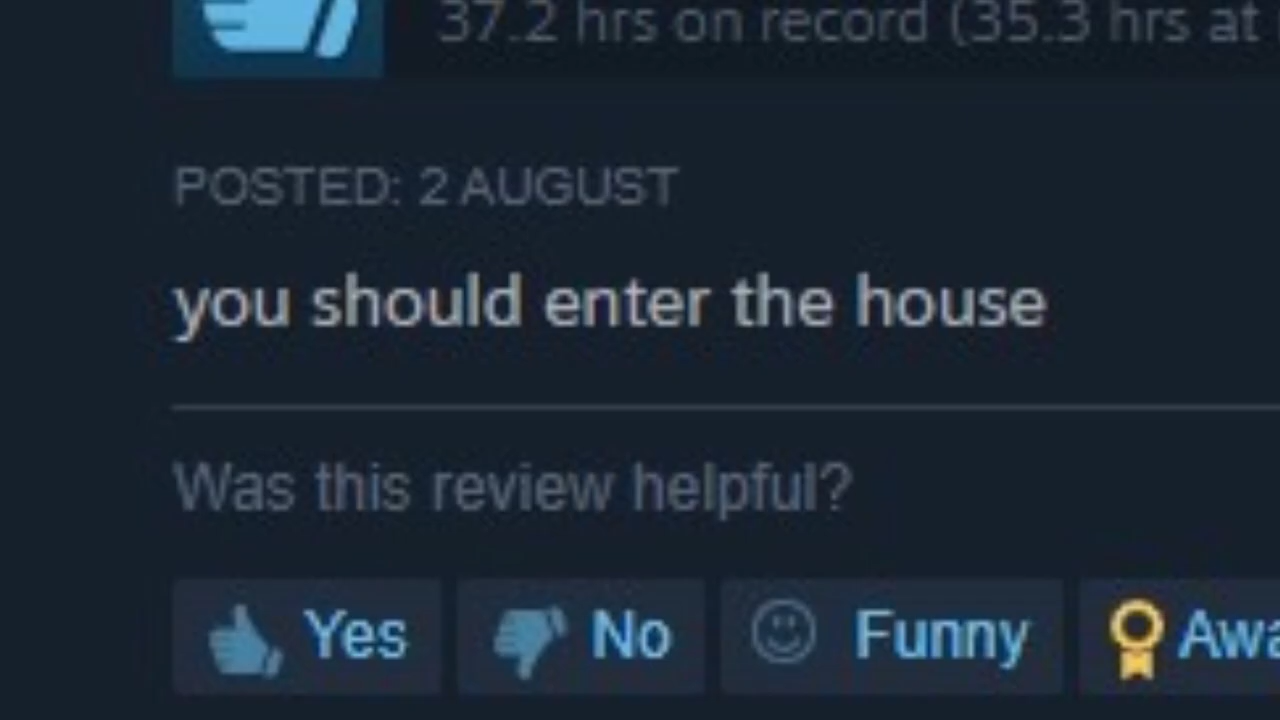 37.2 hrs on record (35.3 hrs at
POSTED: 2 AUGUST
you should enter the house
Was this review helpful?
Yes No Funny